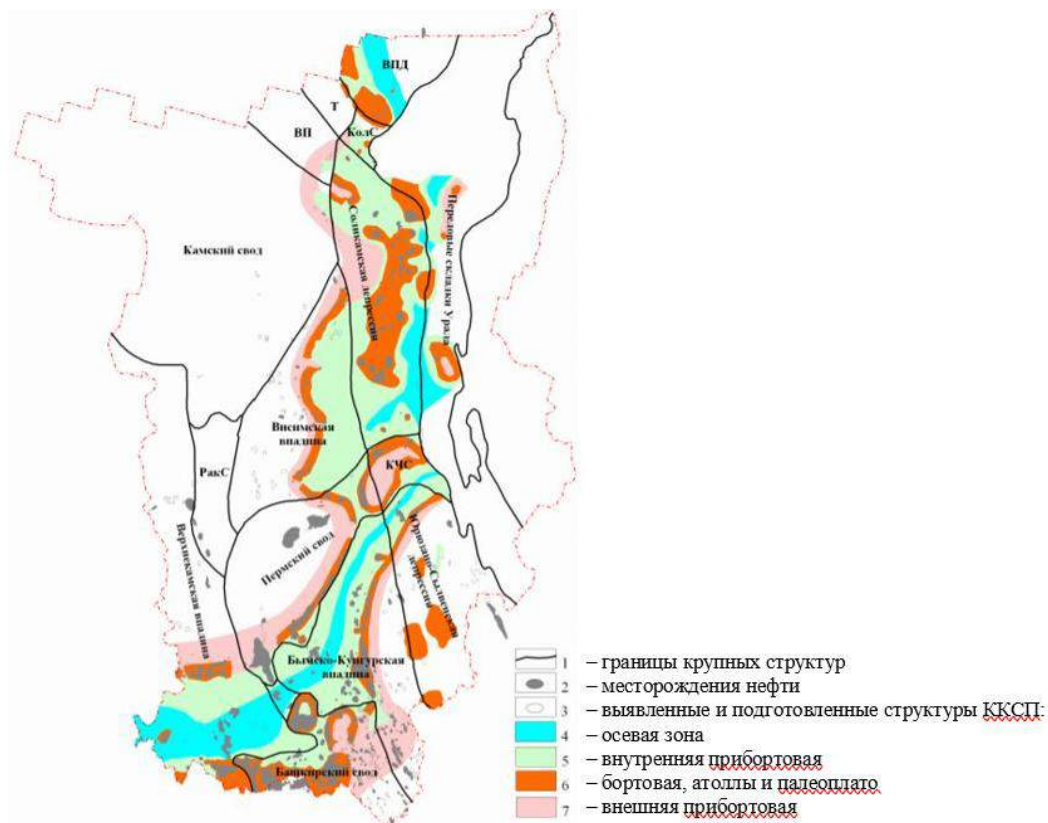 ВПД
Т
ВП
КолС
Соликамская депрессия
Передовые складки Урала
Камский свод
Висимская
впадина
РакС
КЧС
Верхнекамская впадина
Пермский свод
Юрюзано-Сылвенская
депрессия
Бымско-Кунгурская
впадина
Башкирский свод
1 – границы крупных структур
2 – месторождения нефти
3 – выявленные и подготовленные структуры ККСП:
4 – осевая зона
5 – внутренняя прибортовая
6 – бортовая, атоллы и палеоплато
7 – внешняя прибортовая